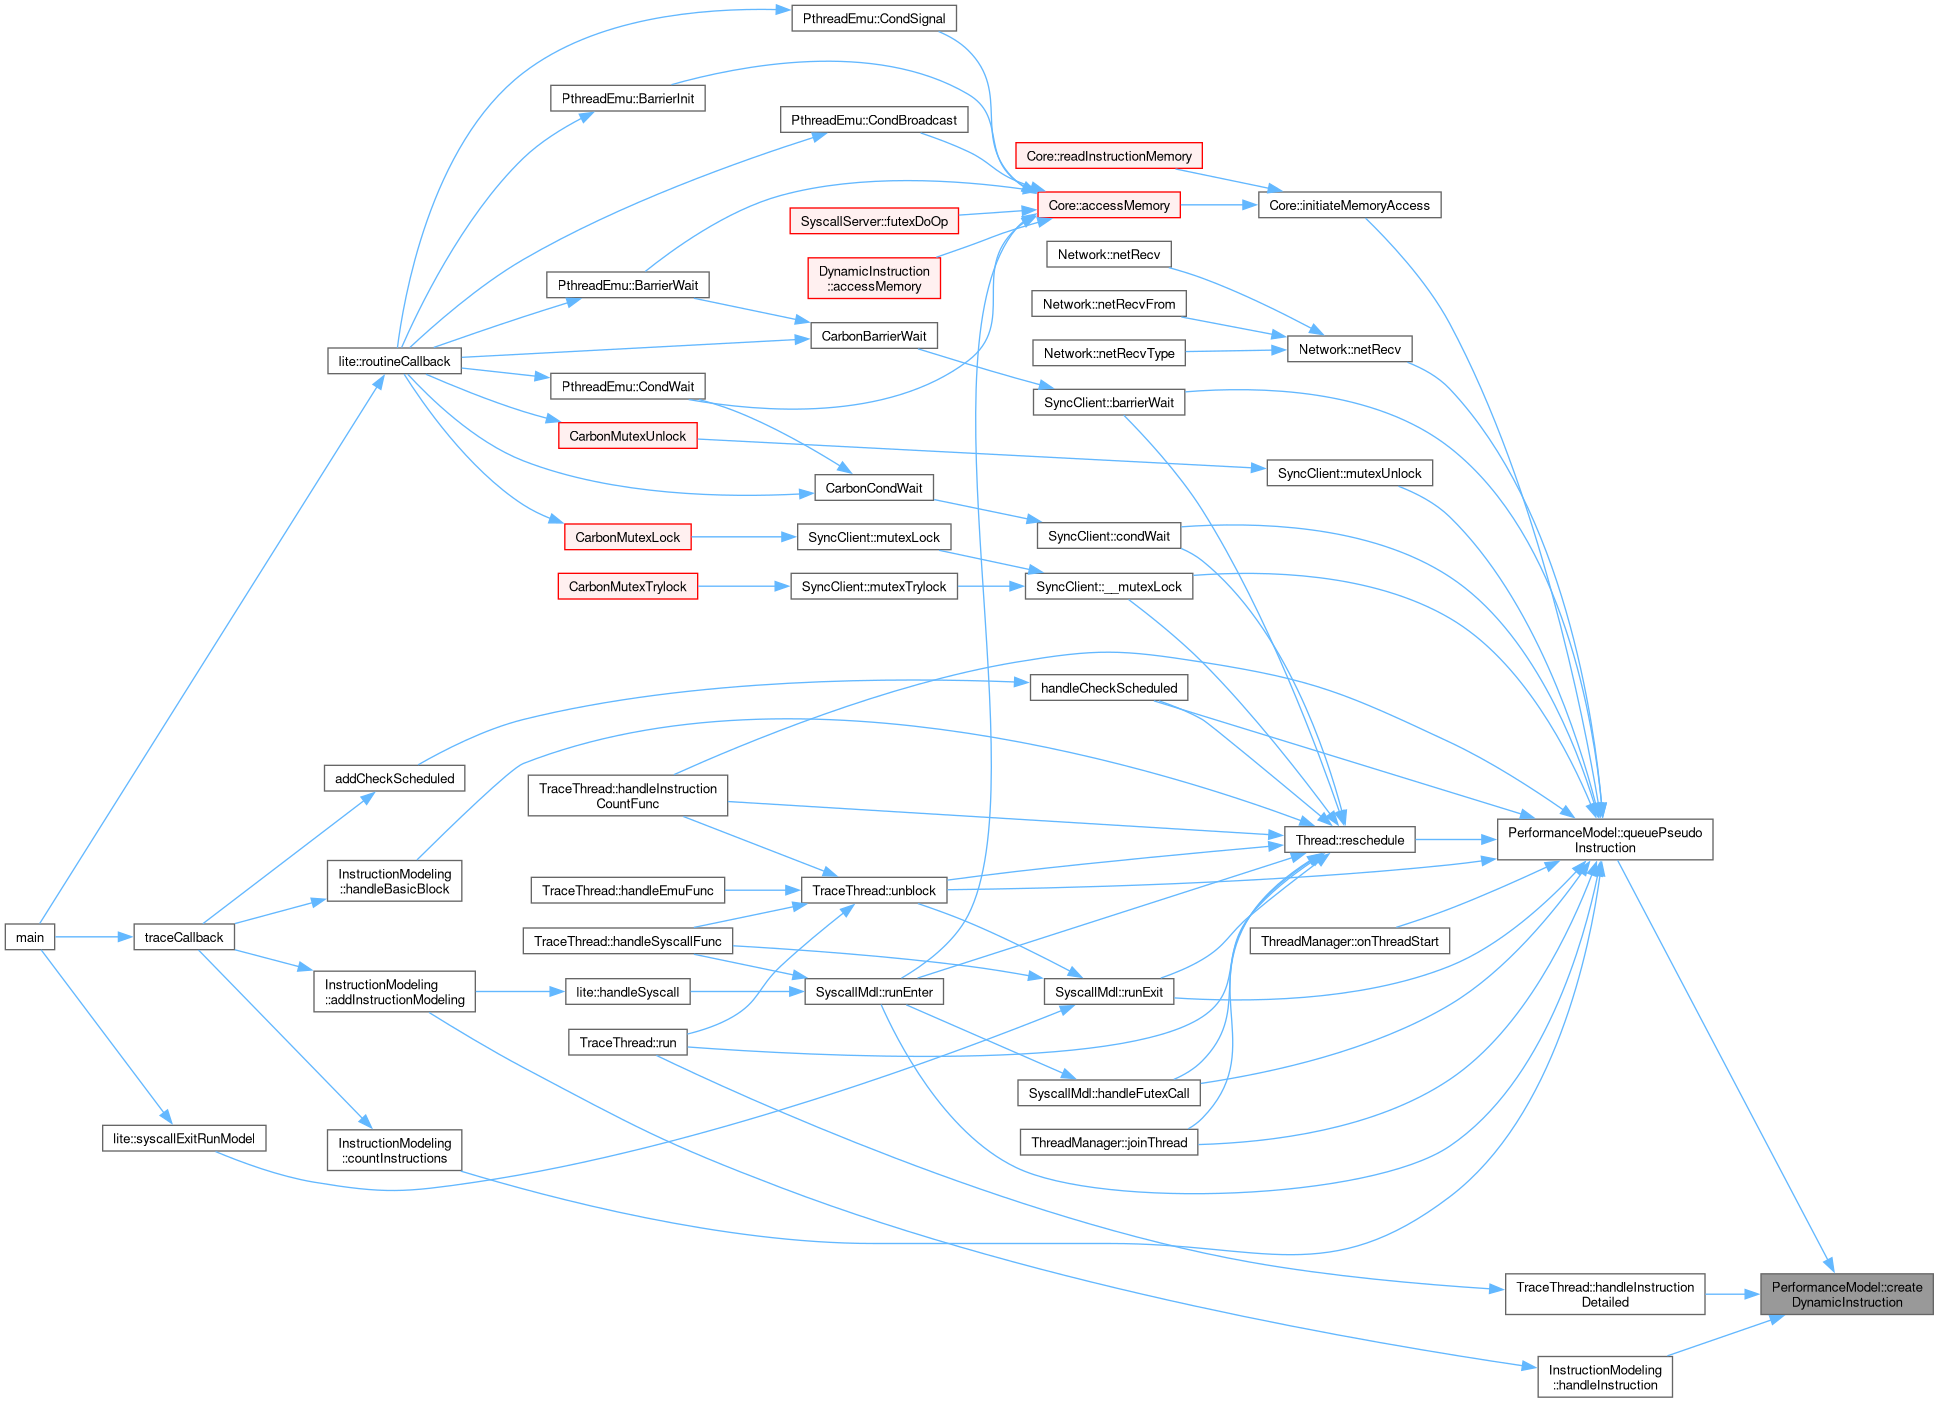 PthreadEmu::CondSignal
PthreadEmu::BarrierInit
PthreadEmu::CondBroadcast
Core::readInstructionMemory
Core::accessMemory
Core::initiateMemoryAccess
SyscallServer::futexDoOp
Network::netRecv
DynamicInstruction
::accessMemory
PthreadEmu::BarrierWait
Network::netRecvFrom
CarbonBarrierWait
Network::netRecvType
Network::netRecv
lite::routineCallback
PthreadEmu::CondWait
SyncClient::barrierWait
CarbonMutexUnlock
SyncClient::mutexUnlock
CarbonCondWait
CarbonMutexLock
SyncClient::mutexLock
SyncClient::condWait
CarbonMutexTrylock
SyncClient::mutexTrylock
SyncClient::__mutexLock
handleCheckScheduled
addCheckScheduled
TraceThread::handleInstruction
CountFunc
Thread::reschedule
PerformanceModel::queuePseudo
Instruction
InstructionModeling
::handleBasicBlock
TraceThread::handleEmuFunc
TraceThread::unblock
main
traceCallback
TraceThread::handleSyscallFunc
ThreadManager::onThreadStart
InstructionModeling
::addInstructionModeling
lite::handleSyscall
SyscallMdl::runEnter
SyscallMdl::runExit
TraceThread::run
SyscallMdl::handleFutexCall
lite::syscallExitRunModel
InstructionModeling
::countInstructions
ThreadManager::joinThread
TraceThread::handleInstruction
Detailed
PerformanceModel::create
DynamicInstruction
InstructionModeling
::handleInstruction